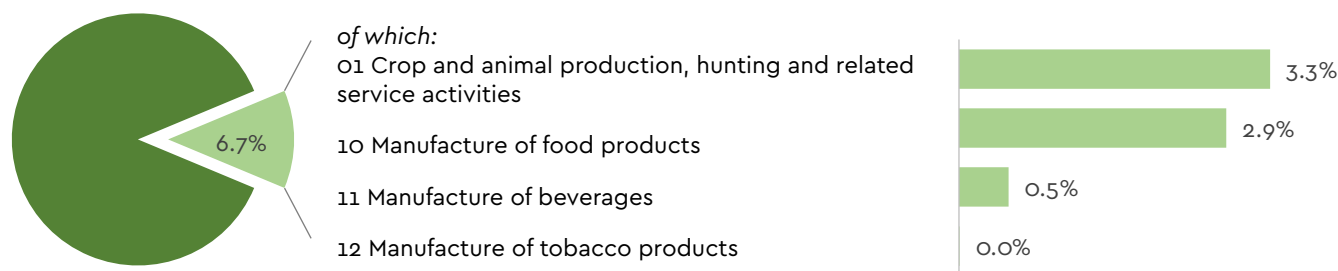 of which:
01 Crop and animal production, hunting and related
service activities
3.3%
6.7%
10 Manufacture of food products
2.9%
11 Manufacture of beverages
0.5%
12 Manufacture of tobacco products
0.0%